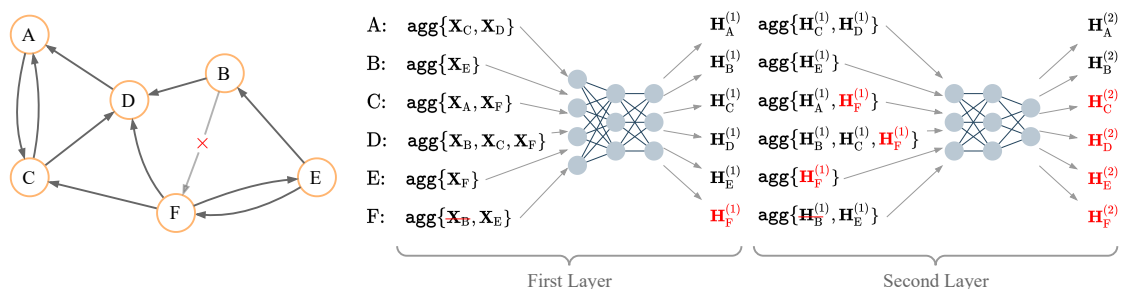 A
B
D
C
F
E
×
A: agg{X_C, X_D} H_A^(1) agg{H_C^(1), H_D^(1)} H_A^(2)
B: agg{X_E} H_B^(1) agg{H_E^(1)} H_B^(2)
C: agg{X_A, X_F} H_C^(1) agg{H_A^(1), H_F^(1)} H_C^(2)
D: agg{X_B, X_C, X_F} H_D^(1) agg{H_B^(1), H_C^(1), H_F^(1)} H_D^(2)
E: agg{X_F} H_E^(1) agg{H_F^(1)} H_E^(2)
F: agg{X_B, X_E} H_F^(1) agg{H_B^(1), H_E^(1)} H_F^(2)
First Layer Second Layer